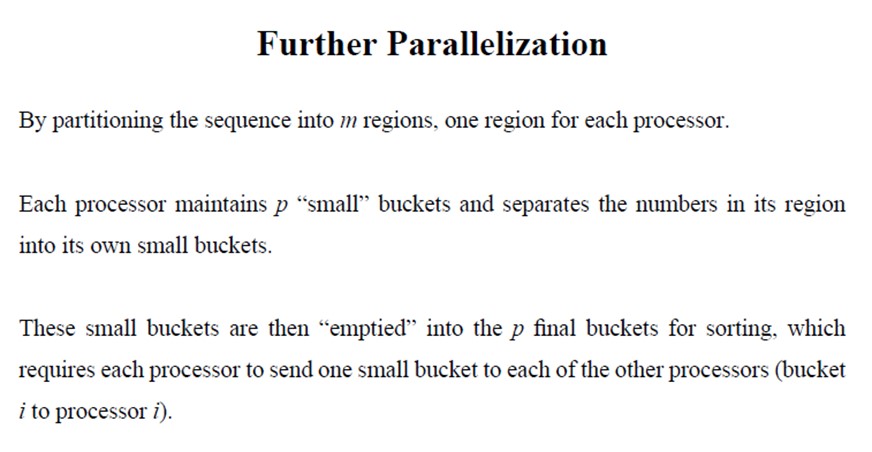 Further Parallelization
By partitioning the sequence into m regions, one region for each processor.
Each processor maintains p “small” buckets and separates the numbers in its region
into its own small buckets.
These small buckets are then “emptied” into the p final buckets for sorting, which
requires each processor to send one small bucket to each of the other processors (bucket
i to processor i).